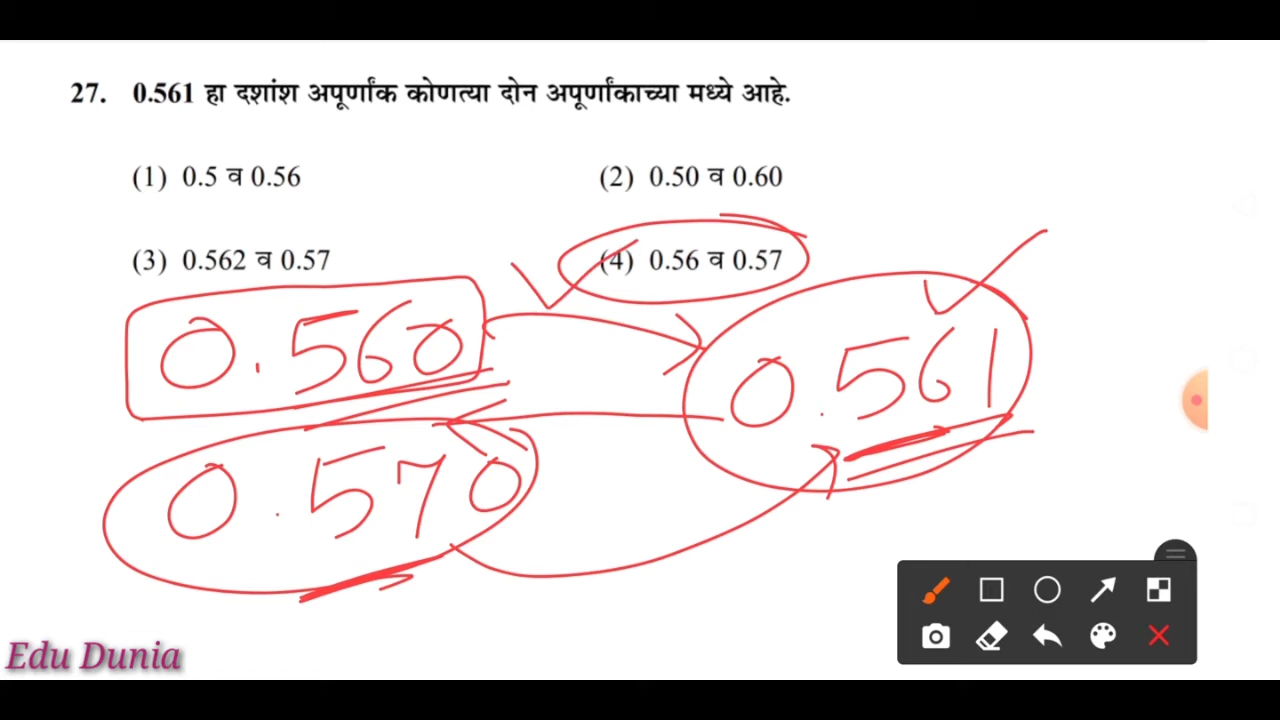 27. 0.561 हा दशांश अपूर्णांक कोणत्या दोन अपूर्णांकाच्या मध्ये आहे.
(1) 0.5 व 0.56 (2) 0.50 व 0.60
(3) 0.562 व 0.57 (4) 0.56 व 0.57
0.560
0.561
0.570
Edu Dunia